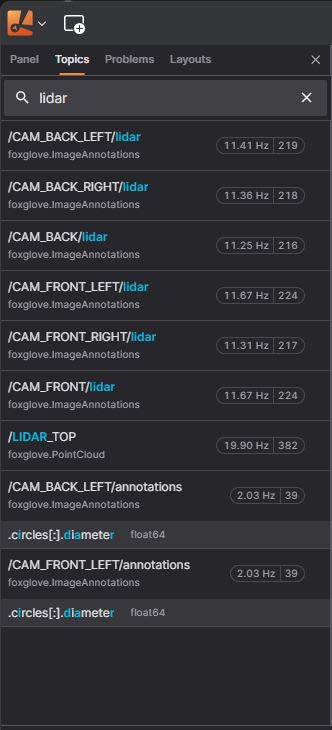 Panel Topics Problems Layouts
lidar
/CAM_BACK_LEFT/lidar
foxglove.ImageAnnotations
11.41 Hz 219
/CAM_BACK_RIGHT/lidar
foxglove.ImageAnnotations
11.36 Hz 218
/CAM_BACK/lidar
foxglove.ImageAnnotations
11.25 Hz 216
/CAM_FRONT_LEFT/lidar
foxglove.ImageAnnotations
11.67 Hz 224
/CAM_FRONT_RIGHT/lidar
foxglove.ImageAnnotations
11.31 Hz 217
/CAM_FRONT/lidar
foxglove.ImageAnnotations
11.67 Hz 224
/LIDAR_TOP
foxglove.PointCloud
19.90 Hz 382
/CAM_BACK_LEFT/annotations
foxglove.ImageAnnotations
2.03 Hz 39
.circles[:].diameter float64
/CAM_FRONT_LEFT/annotations
foxglove.ImageAnnotations
2.03 Hz 39
.circles[:].diameter float64